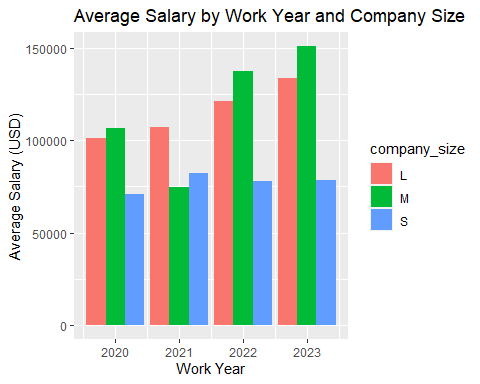 Average Salary by Work Year and Company Size
Average Salary (USD)
150000
100000
50000
0
2020 2021 2022 2023
Work Year
company_size
L
M
S